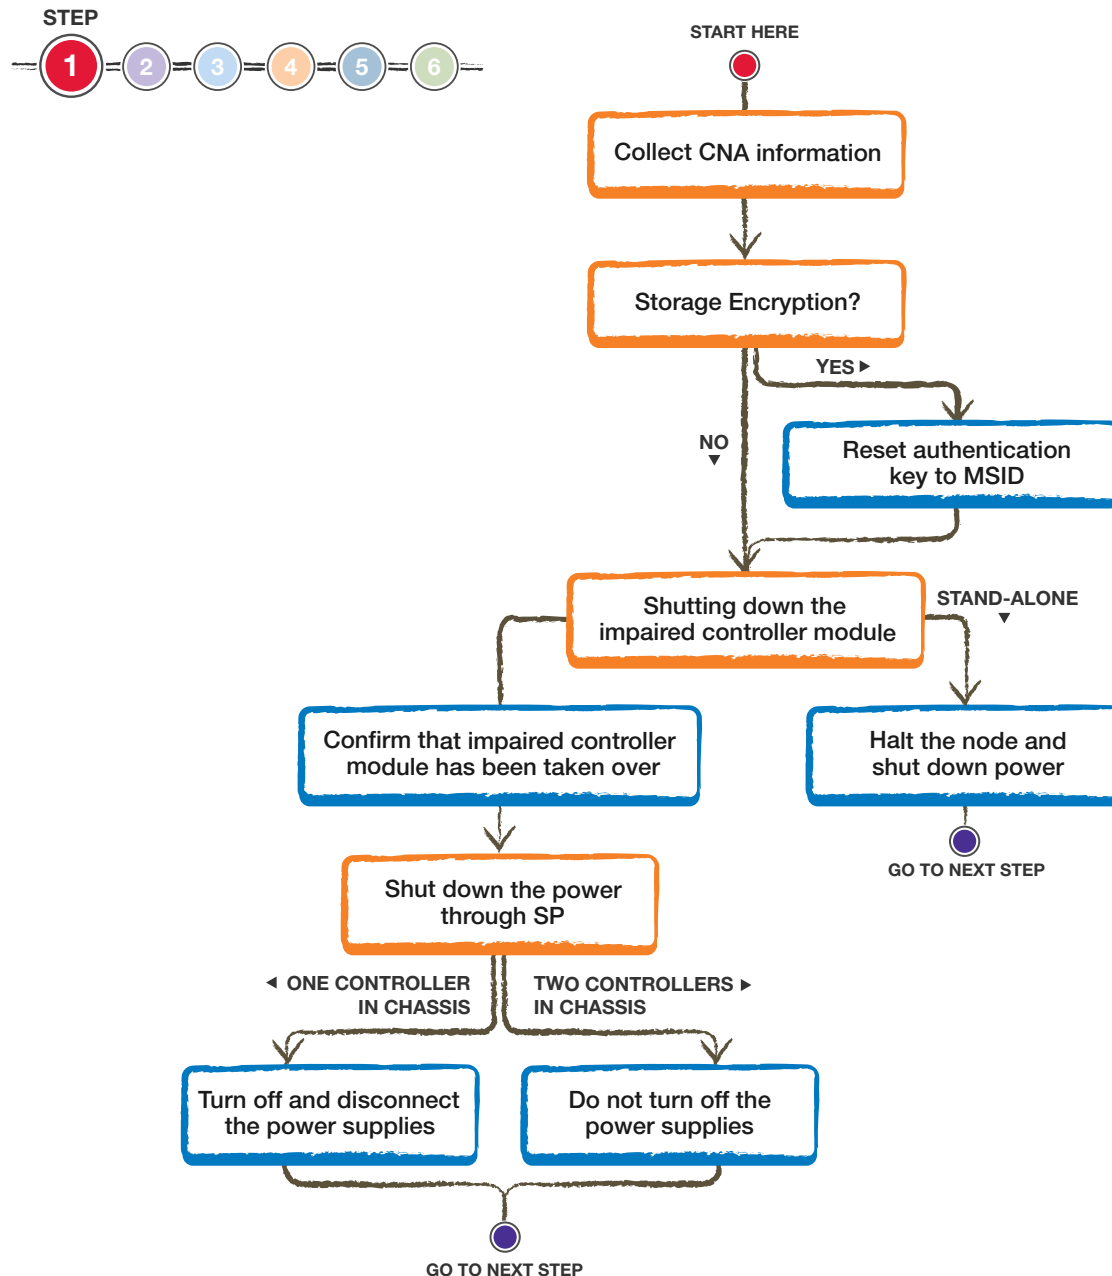 STEP
1 2 3 4 5 6
START HERE
Collect CNA information
Storage Encryption?
YES ▶
NO
▼
Reset authentication
key to MSID
Shutting down the
impaired controller module
STAND-ALONE
▼
Confirm that impaired controller
module has been taken over
Halt the node and
shut down power
GO TO NEXT STEP
Shut down the power
through SP
◀ ONE CONTROLLER
IN CHASSIS
TWO CONTROLLERS ▶
IN CHASSIS
Turn off and disconnect
the power supplies
Do not turn off the
power supplies
GO TO NEXT STEP